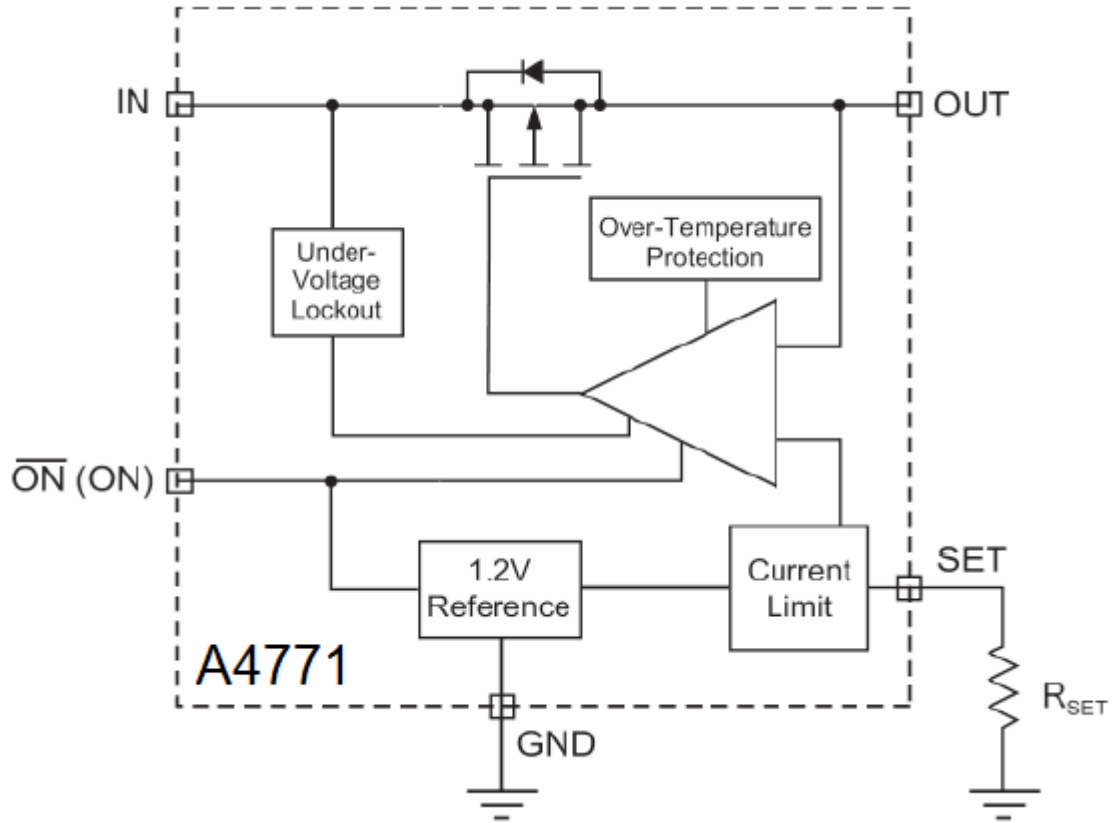 IN
OUT
Over-Temperature
Protection
Under-
Voltage
Lockout
ON (ON)
1.2V
Reference
Current
Limit
SET
A4771
RSET
GND